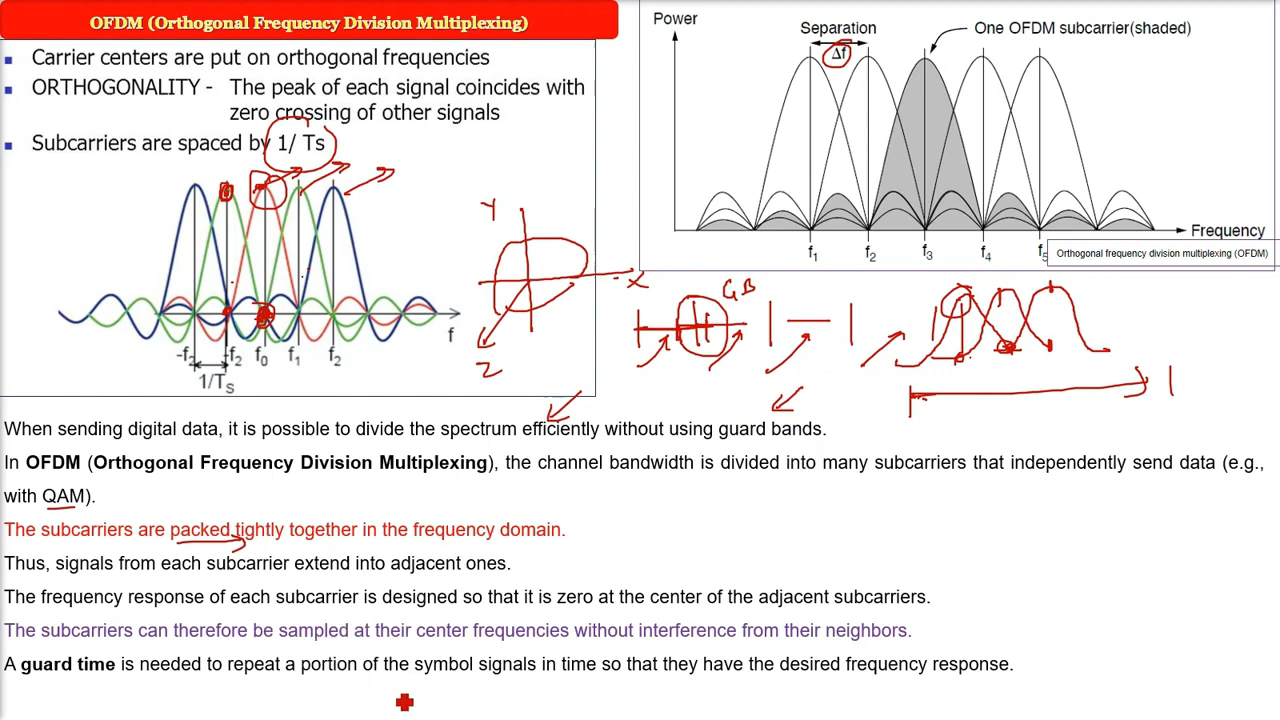 OFDM (Orthogonal Frequency Division Multiplexing)
Carrier centers are put on orthogonal frequencies
ORTHOGONALITY - The peak of each signal coincides with
zero crossing of other signals
Subcarriers are spaced by 1/ Ts
-f2 -f2 f0 f1 f2 f
1/Ts
Y
X
Z
Power
Separation
Δf
One OFDM subcarrier(shaded)
Frequency
f1 f2 f3 f4 f5
Orthogonal frequency division multiplexing (OFDM)
GB
When sending digital data, it is possible to divide the spectrum efficiently without using guard bands.
In OFDM (Orthogonal Frequency Division Multiplexing), the channel bandwidth is divided into many subcarriers that independently send data (e.g.,
with QAM).
The subcarriers are packed tightly together in the frequency domain.
Thus, signals from each subcarrier extend into adjacent ones.
The frequency response of each subcarrier is designed so that it is zero at the center of the adjacent subcarriers.
The subcarriers can therefore be sampled at their center frequencies without interference from their neighbors.
A guard time is needed to repeat a portion of the symbol signals in time so that they have the desired frequency response.